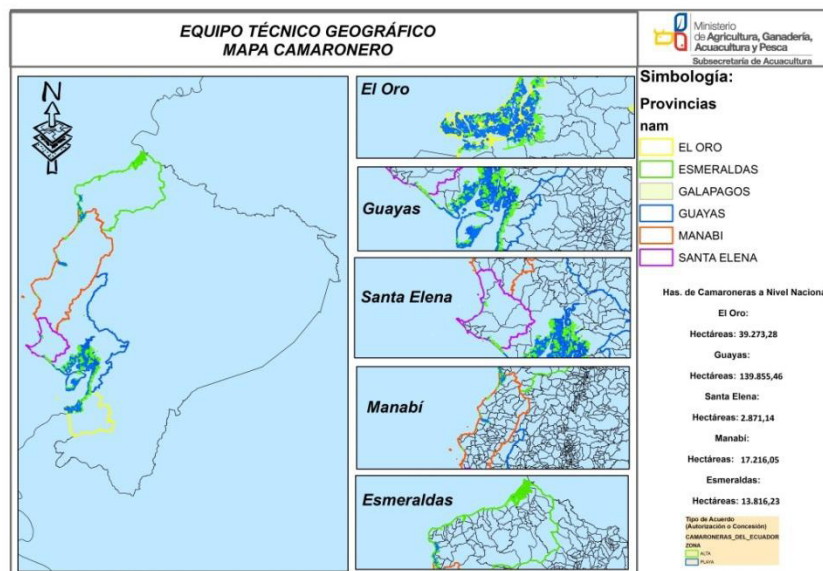 EQUIPO TÉCNICO GEOGRÁFICO
MAPA CAMARONERO
Ministerio
de Agricultura, Ganadería,
Acuacultura y Pesca
Subsecretaría de Acuacultura
N
El Oro
Guayas
Santa Elena
Manabí
Esmeraldas
Simbología:
Provincias
nam
EL ORO
ESMERALDAS
GALAPAGOS
GUAYAS
MANABI
SANTA ELENA
Has. de Camaroneras a Nivel Naciona
El Oro:
Hectáreas: 39.273,28
Guayas:
Hectáreas: 139.855,46
Santa Elena:
Hectáreas: 2.871,14
Manabí:
Hectáreas: 17.216,05
Esmeraldas:
Hectáreas: 13.816,23
Tipo de Acuerdo
(Autorización o Concesión)
CAMARONERAS_DEL_ECUADOR
ZONA
ALTA
PLAYA